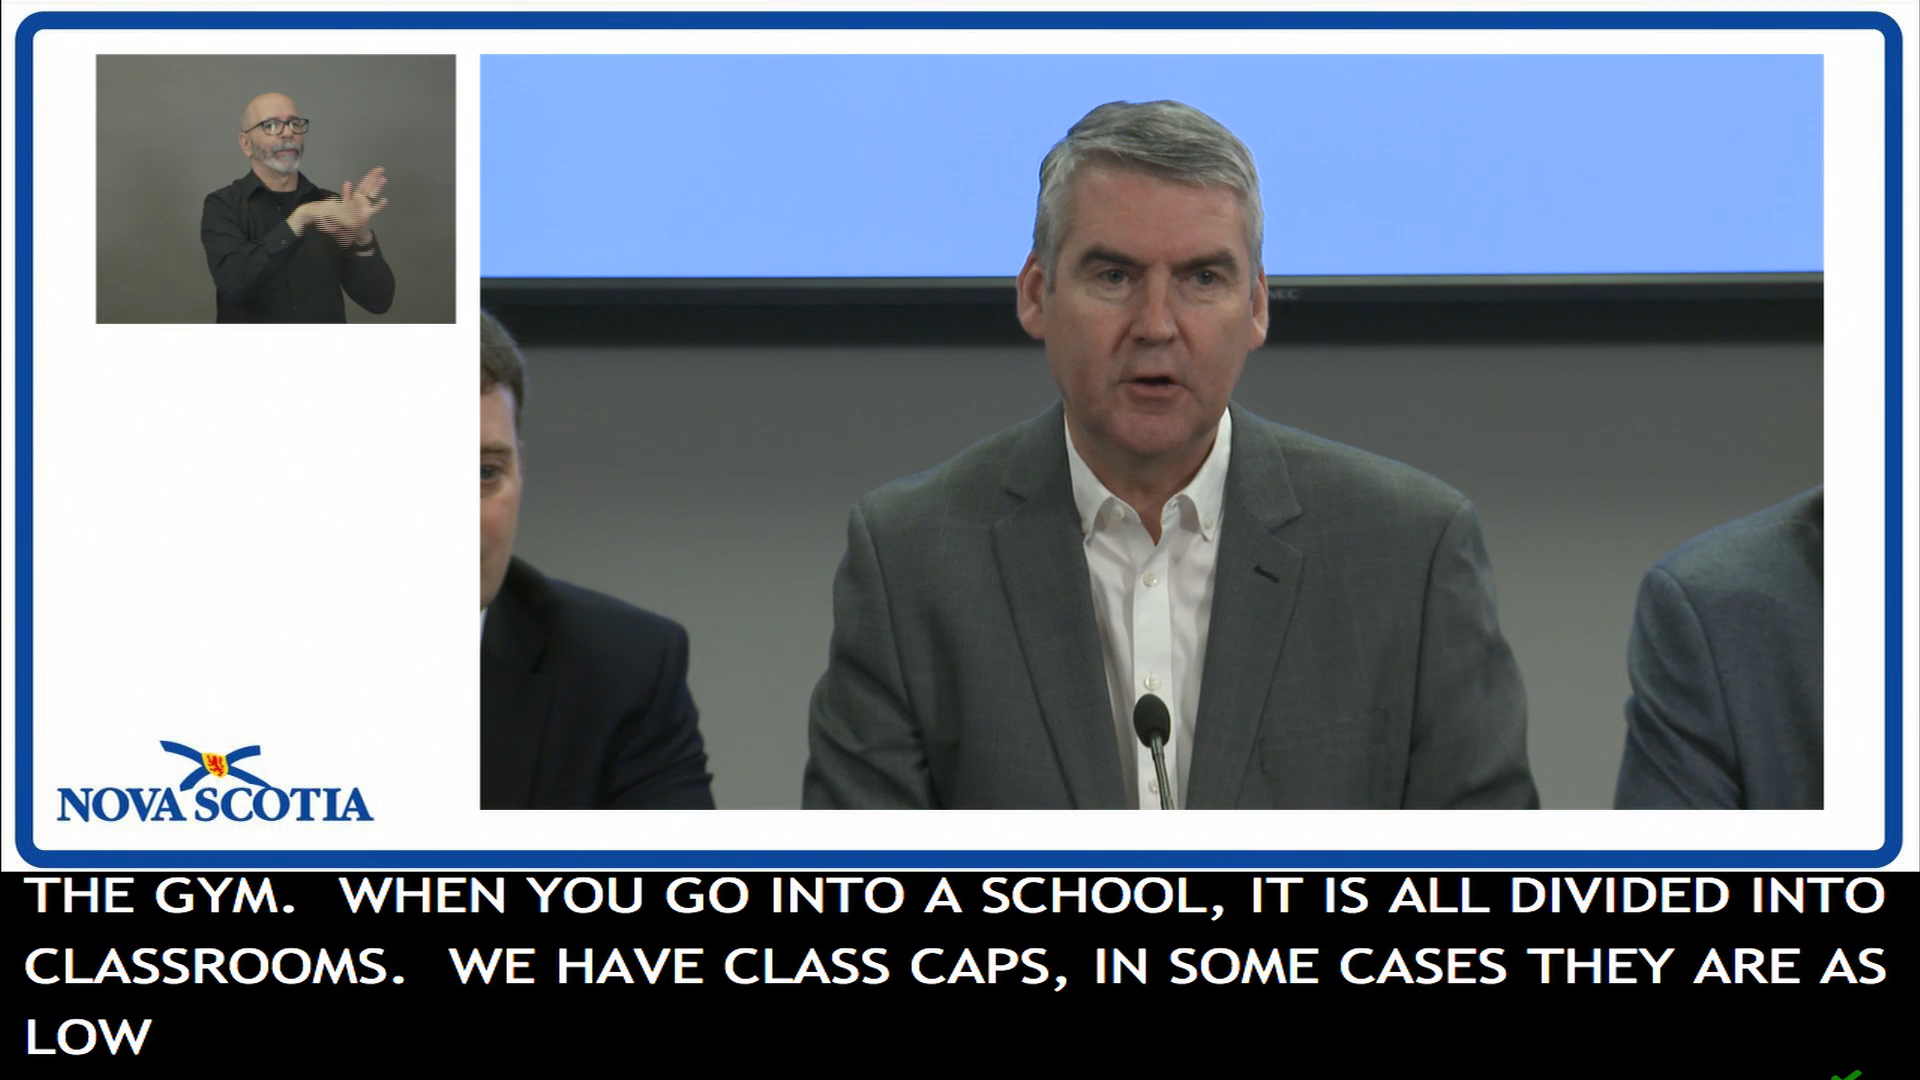 NEC
NOVA SCOTIA
THE GYM.  WHEN YOU GO INTO A SCHOOL, IT IS ALL DIVIDED INTO
CLASSROOMS.  WE HAVE CLASS CAPS, IN SOME CASES THEY ARE AS
LOW